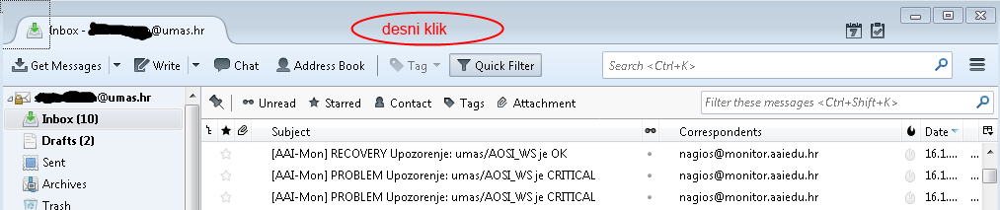 Inbox - @umas.hr
desni klik
Get Messages Write Chat Address Book Tag Quick Filter Search <Ctrl+K>
@umas.hr
Unread Starred Contact Tags Attachment Filter these messages <Ctrl+Shift+K>
Inbox (10)
Drafts (2)
Sent
Archives
Trash
Subject Correspondents Date
[AAI-Mon] RECOVERY Upozorenje: umas/AOSI_WS je OK nagios@monitor.aaiedu.hr 16.1....
[AAI-Mon] PROBLEM Upozorenje: umas/AOSI_WS je CRITICAL nagios@monitor.aaiedu.hr 16.1....
[AAI-Mon] PROBLEM Upozorenje: umas/AOSI_WS je CRITICAL nagios@monitor.aaiedu.hr 16.1....